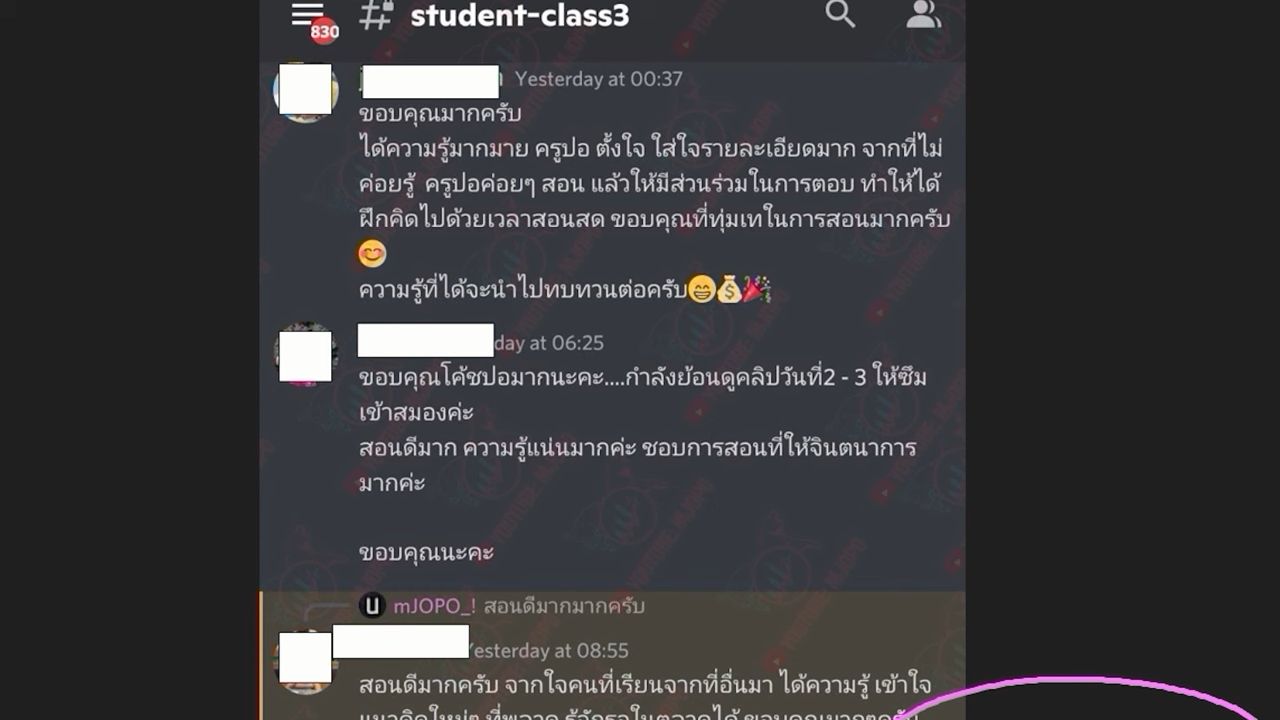 830
student-class3
Yesterday at 00:37
ขอบคุณมากครับ
ได้ความรู้มากมาย ครูปอ ตั้งใจ ใส่ใจรายละเอียดมาก จากที่ไม่
ค่อยรู้ ครูปอค่อยๆ สอน แล้วให้มีส่วนร่วมในการตอบ ทำให้ได้
ฝึกคิดไปด้วยเวลาสอนสด ขอบคุณที่ทุ่มเทในการสอนมากครับ
😊
ความรู้ที่ได้จะนำไปทบทวนต่อครับ😁💰🎉
day at 06:25
ขอบคุณโค้ชปอมากนะคะ....กำลังย้อนดูคลิปวันที่2 - 3 ให้ซึม
เข้าสมองค่ะ
สอนดีมาก ความรู้แน่นมากค่ะ ชอบการสอนที่ให้จินตนาการ
มากค่ะ
ขอบคุณนะคะ
mJOPO_! สอนดีมากมากครับ
Yesterday at 08:55
สอนดีมากครับ จากใจคนที่เรียนจากที่อื่นมา ได้ความรู้ เข้าใจ